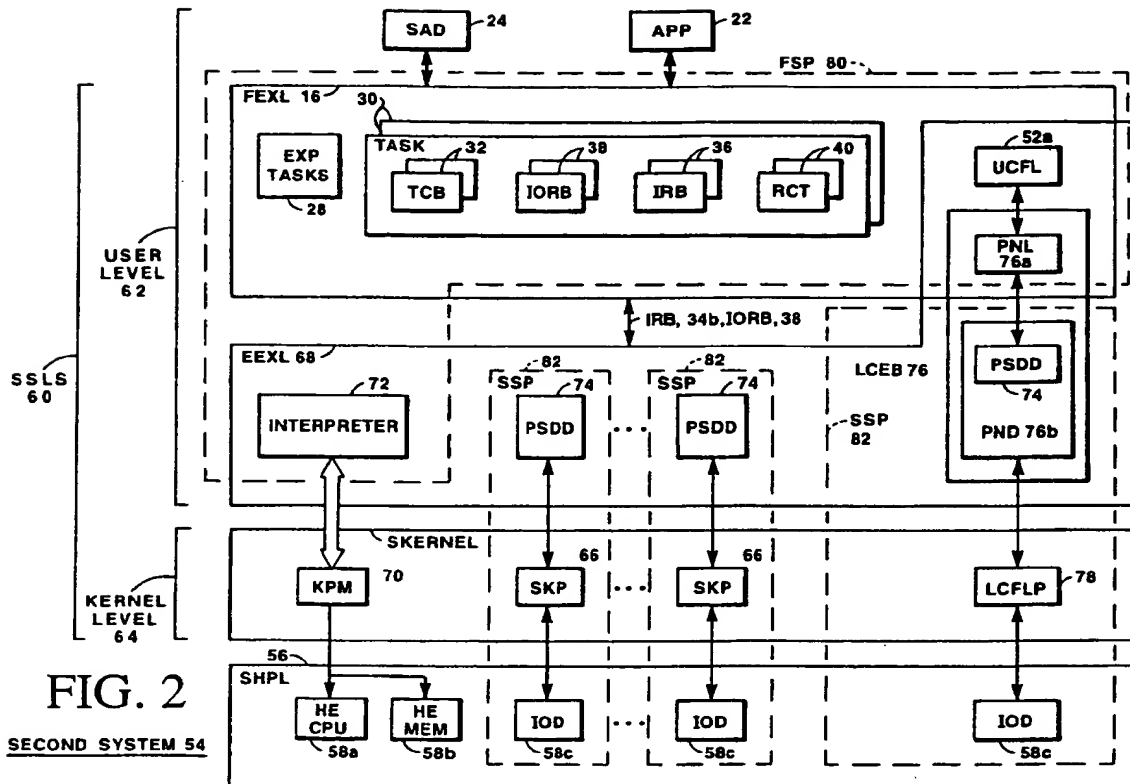 SAD 24
APP 22
FSP 80
FEXL 16
30
TASK
EXP
TASKS
28
32
TCB
38
IORB
36
IRB
40
RCT
52a
UCFL
PNL
76a
USER
LEVEL
62
IRB, 34b, IORB, 38
EEXL 68
82
SSP
74
PSDD
82
SSP
74
PSDD
LCEB 76
PSDD
74
PND 76b
SSP
82
72
INTERPRETER
SSLS
60
SKERNEL
KPM
70
66
SKP
66
SKP
LCFLP
78
KERNEL
LEVEL
64
56
SHPL
HE
CPU
58a
HE
MEM
58b
IOD
58c
IOD
58c
IOD
58c
FIG. 2
SECOND SYSTEM 54